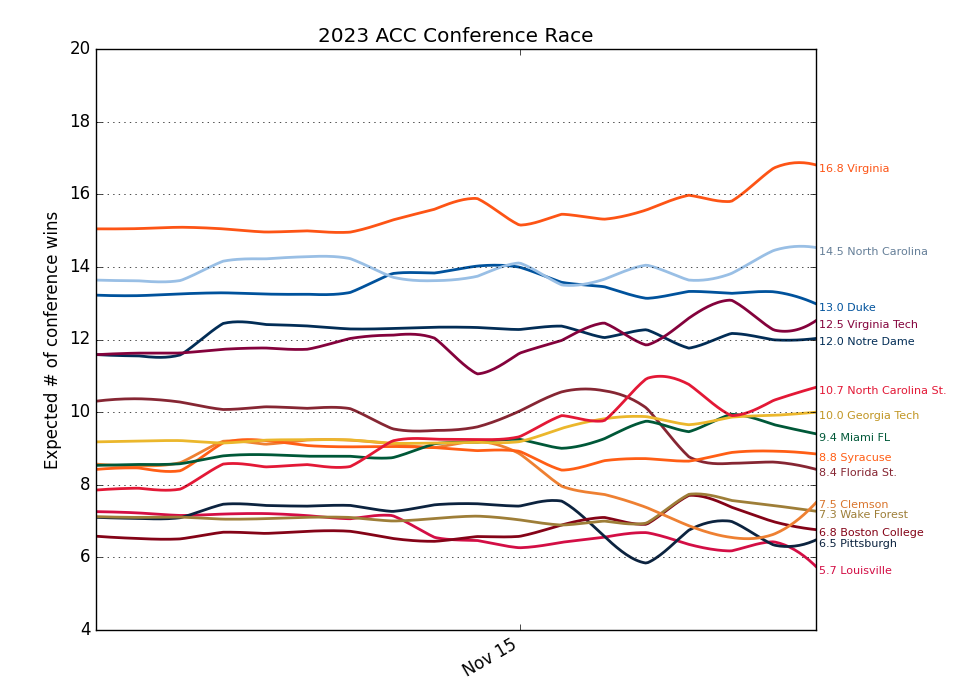 2023 ACC Conference Race
Expected # of conference wins
20
18
16
14
12
10
8
6
4
Nov 15
16.8 Virginia
14.5 North Carolina
13.0 Duke
12.5 Virginia Tech
12.0 Notre Dame
10.7 North Carolina St.
10.0 Georgia Tech
9.4 Miami FL
8.8 Syracuse
8.4 Florida St.
7.5 Clemson
7.3 Wake Forest
6.8 Boston College
6.5 Pittsburgh
5.7 Louisville